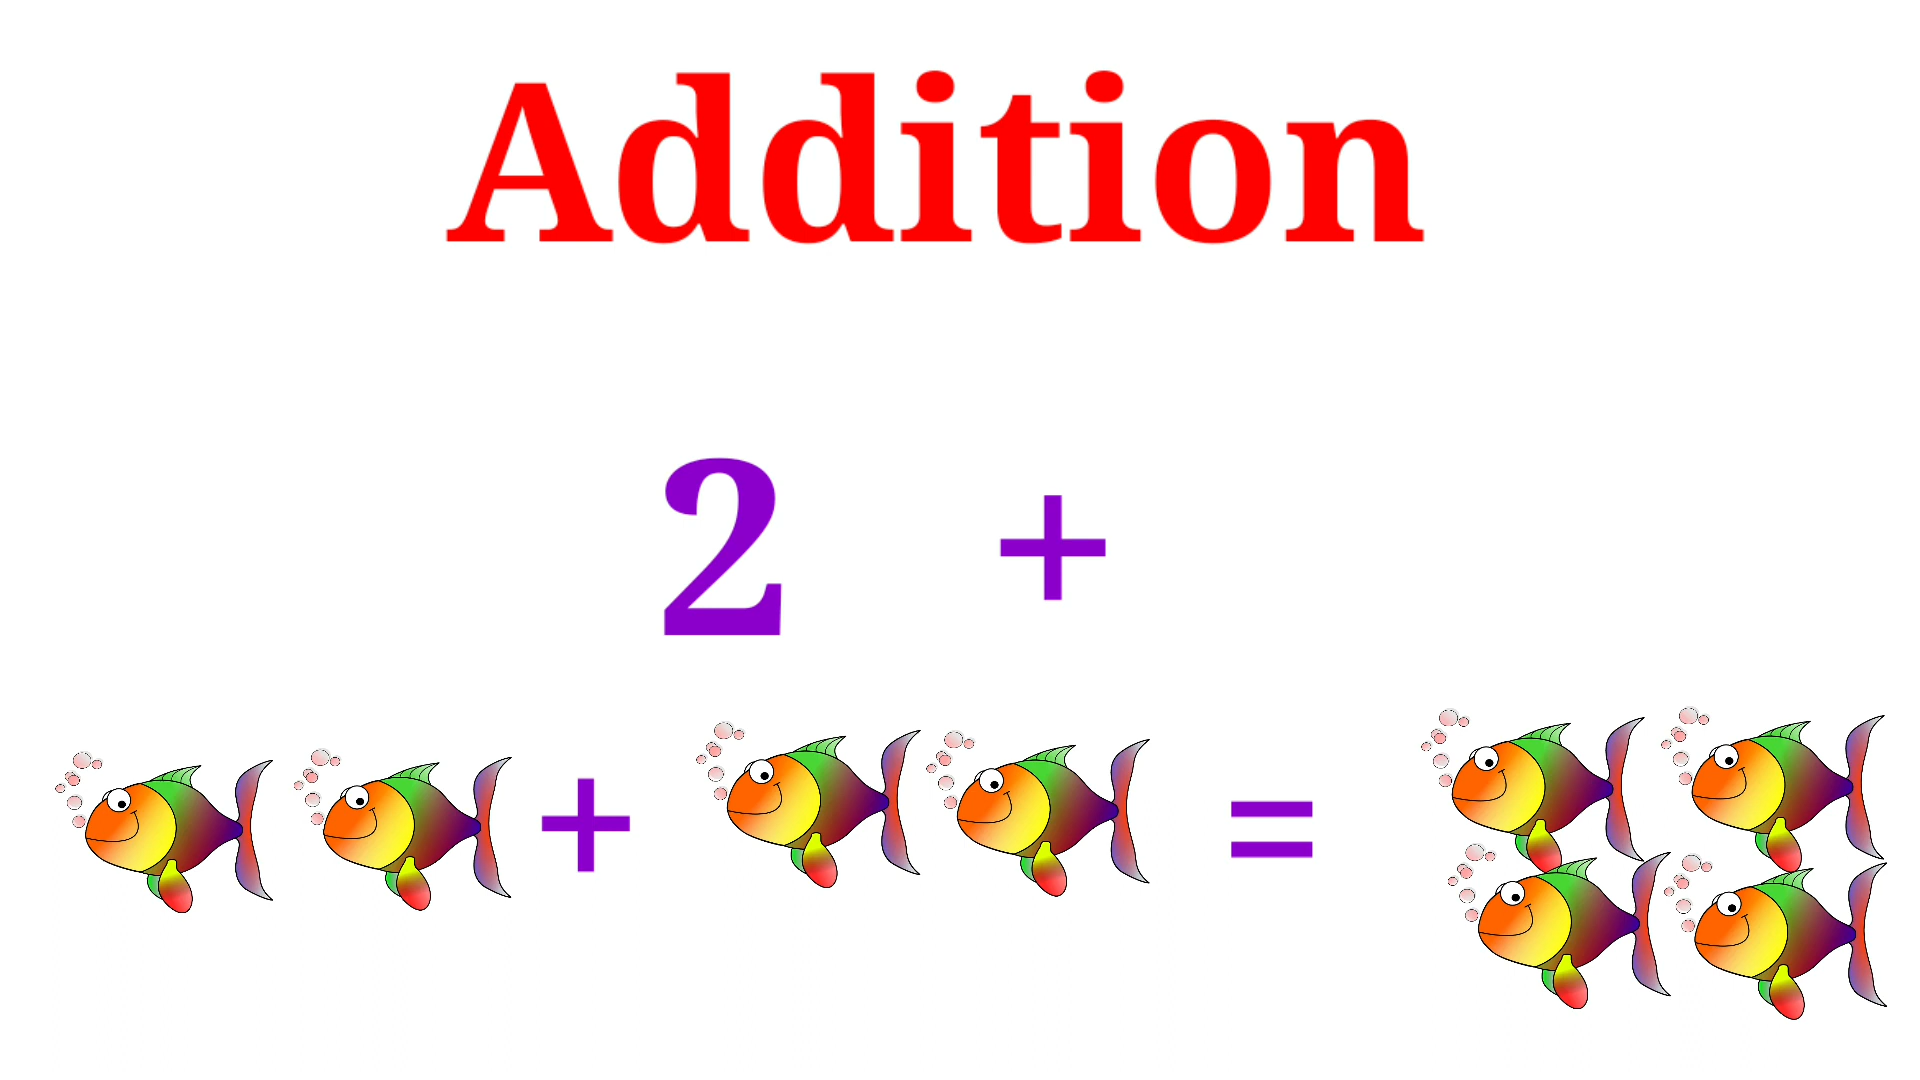 Addition
2 +
+ =